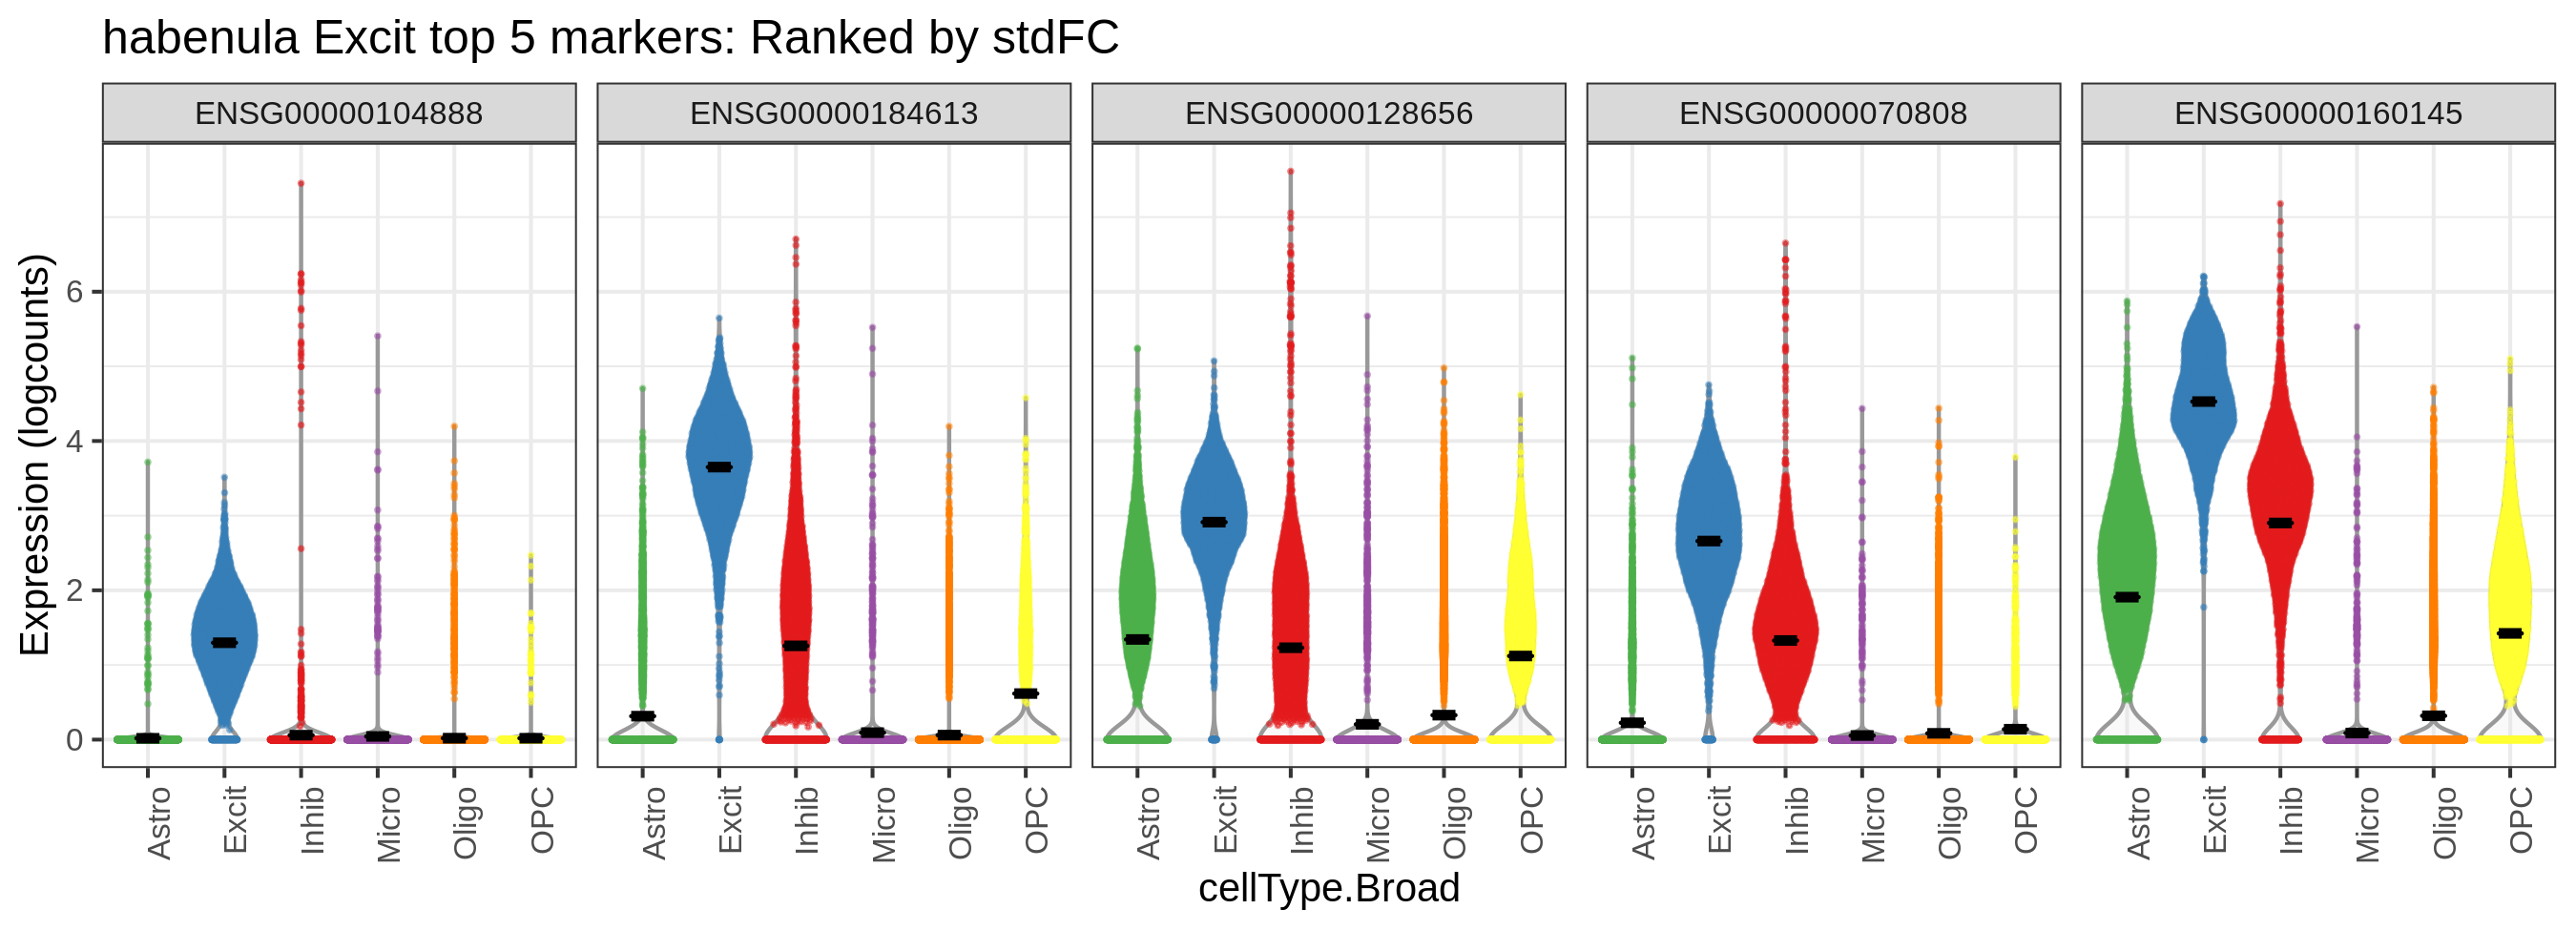 habenula Excit top 5 markers: Ranked by stdFC
ENSG00000104888 ENSG00000184613 ENSG00000128656 ENSG00000070808 ENSG00000160145
Expression (logcounts)
6
4
2
0
Astro Excit Inhib Micro Oligo OPC Astro Excit Inhib Micro Oligo OPC Astro Excit Inhib Micro Oligo OPC Astro Excit Inhib Micro Oligo OPC Astro Excit Inhib Micro Oligo OPC
cellType.Broad